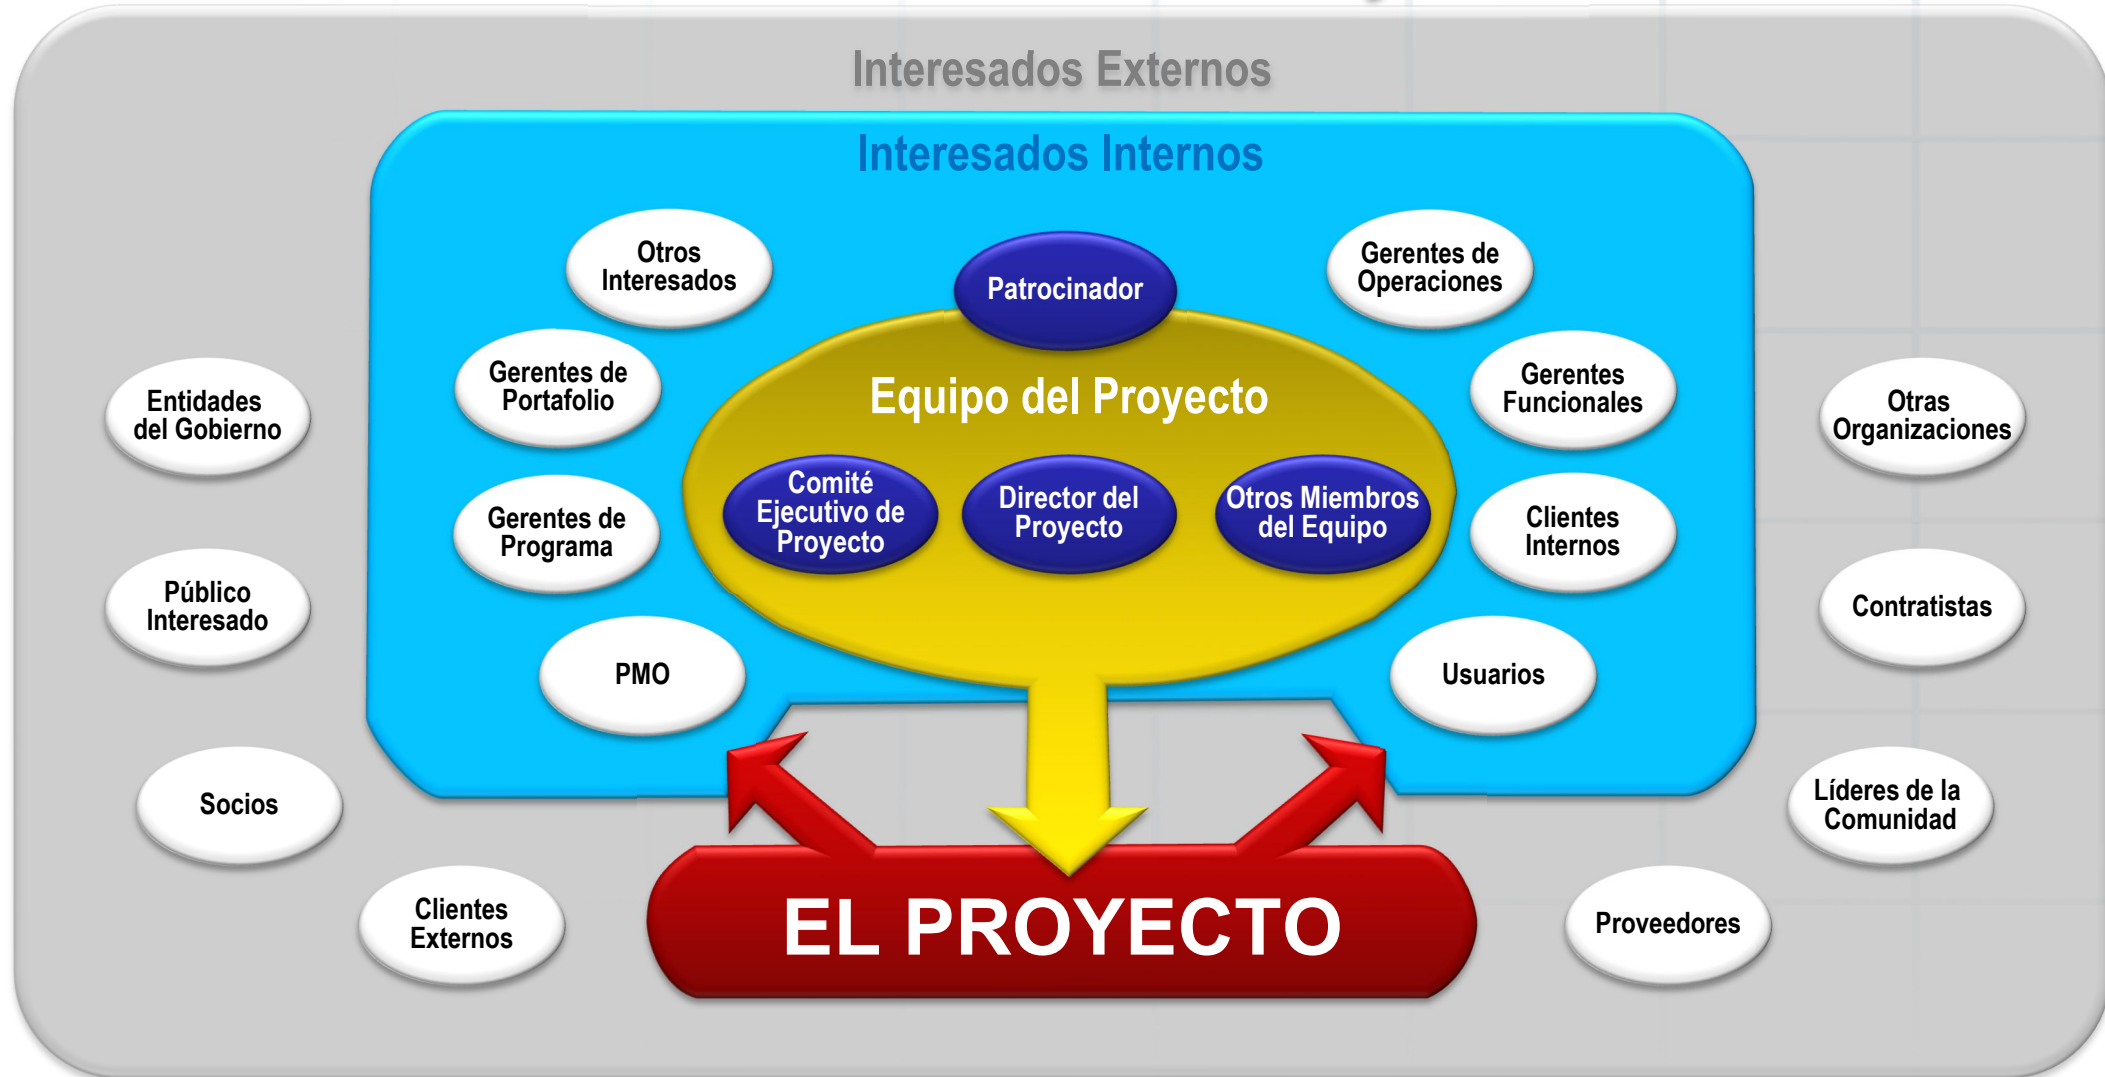 Interesados Externos
Interesados Internos
Otros
Interesados
Patrocinador
Gerentes de
Operaciones
Gerentes de
Portafolio
Equipo del Proyecto
Gerentes
Funcionales
Entidades
del Gobierno
Otras
Organizaciones
Gerentes de
Programa
Comité
Ejecutivo de
Proyecto
Director del
Proyecto
Otros Miembros
del Equipo
Clientes
Internos
Público
Interesado
Contratistas
PMO
Usuarios
Socios
Líderes de la
Comunidad
Clientes
Externos
EL PROYECTO
Proveedores